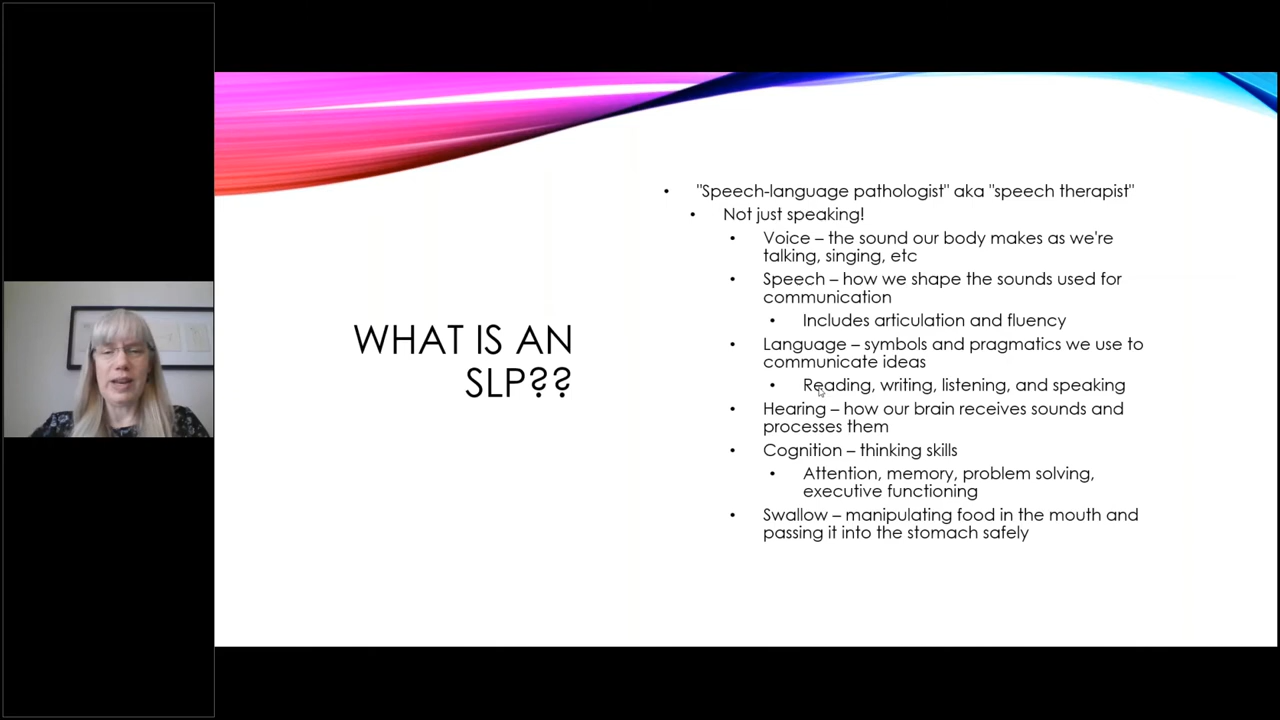 WHAT IS AN
SLP??
"Speech-language pathologist" aka "speech therapist"
Not just speaking!
Voice – the sound our body makes as we're
talking, singing, etc
Speech – how we shape the sounds used for
communication
Includes articulation and fluency
Language – symbols and pragmatics we use to
communicate ideas
Reading, writing, listening, and speaking
Hearing – how our brain receives sounds and
processes them
Cognition – thinking skills
Attention, memory, problem solving,
executive functioning
Swallow – manipulating food in the mouth and
passing it into the stomach safely